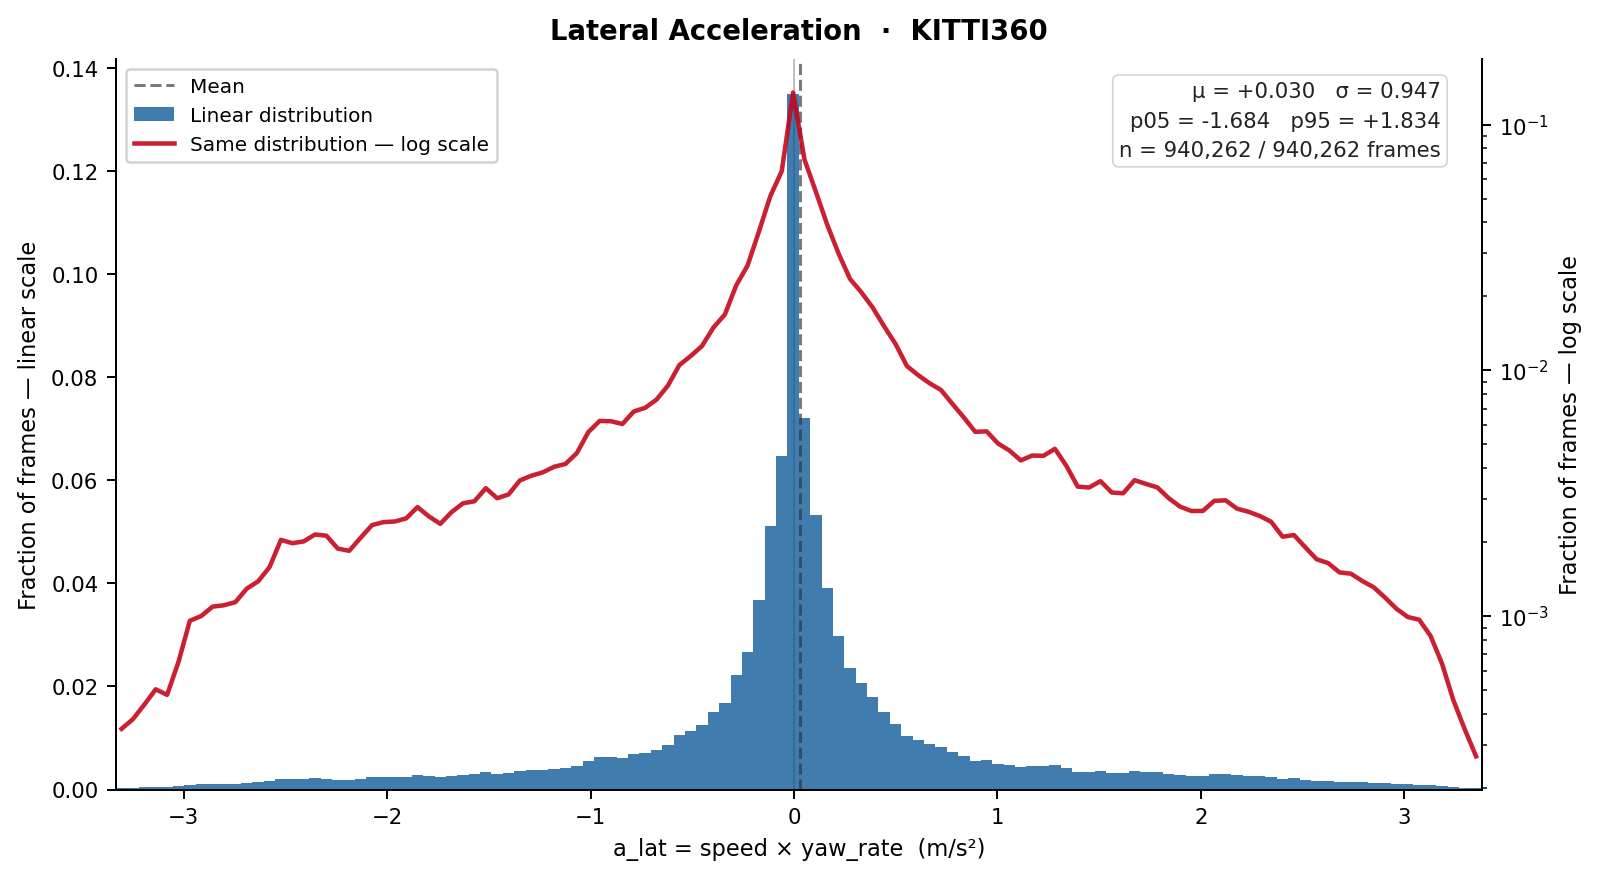 Lateral Acceleration · KITTI360
Mean
Linear distribution
Same distribution — log scale
μ = +0.030 σ = 0.947
p05 = -1.684 p95 = +1.834
n = 940,262 / 940,262 frames
Fraction of frames — linear scale
0.14
0.12
0.10
0.08
0.06
0.04
0.02
0.00
10⁻¹
10⁻²
10⁻³
Fraction of frames — log scale
−3 −2 −1 0 1 2 3
a_lat = speed × yaw_rate (m/s²)